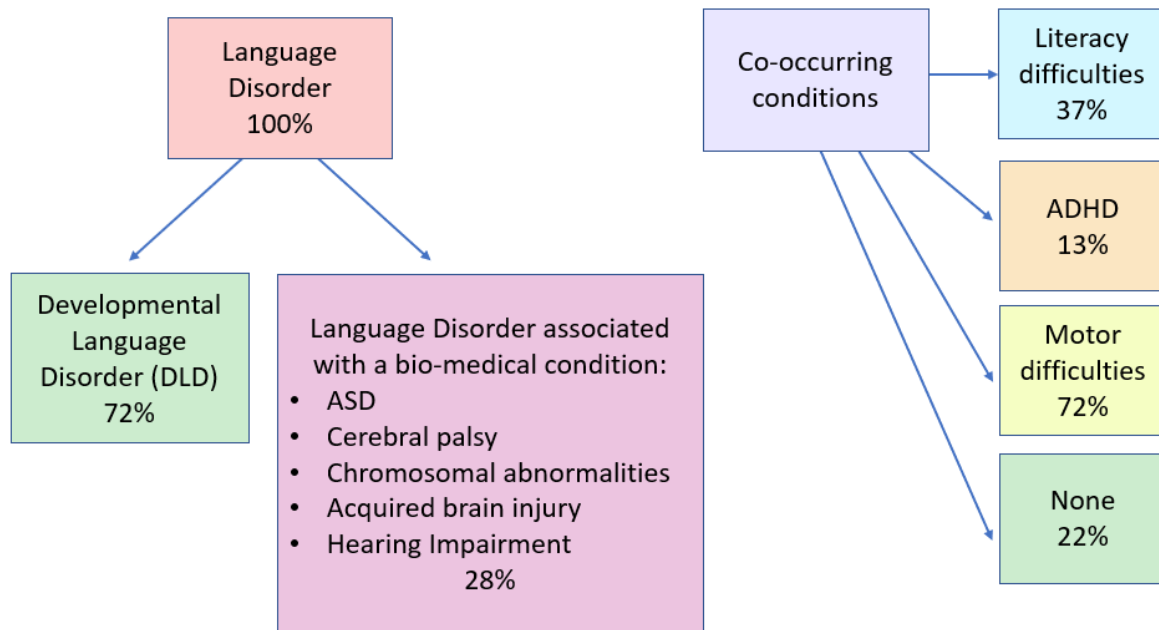 Language
Disorder
100%
Developmental
Language
Disorder (DLD)
72%
Language Disorder associated
with a bio-medical condition:
• ASD
• Cerebral palsy
• Chromosomal abnormalities
• Acquired brain injury
• Hearing Impairment
28%
Co-occurring
conditions
Literacy
difficulties
37%
ADHD
13%
Motor
difficulties
72%
None
22%